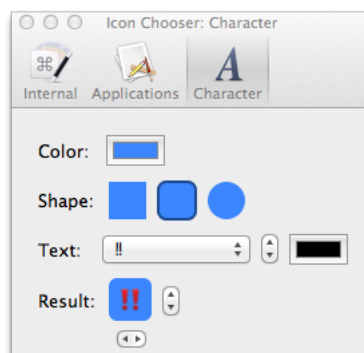 Icon Chooser: Character
Internal Applications Character
Color:
Shape:
Text: ‼
Result: ‼